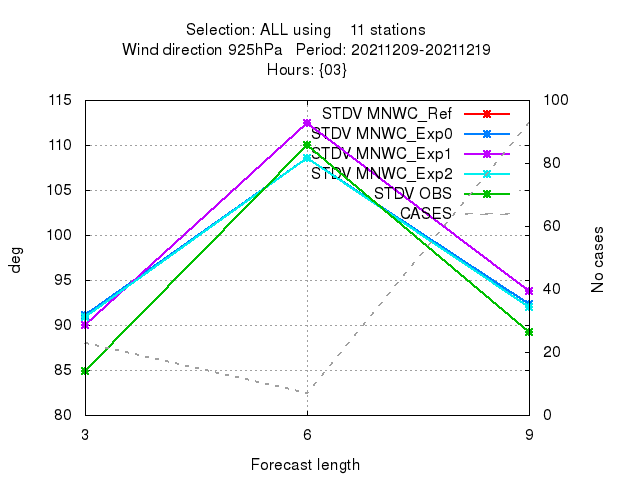 Selection: ALL using 11 stations
Wind direction 925hPa Period: 20211209-20211219
Hours: {03}
115
110
105
100
95
90
85
80
deg
100
80
60
40
20
0
No cases
STDV MNWC_Ref
STDV MNWC_Exp0
STDV MNWC_Exp1
STDV MNWC_Exp2
STDV OBS
CASES
3 6 9
Forecast length